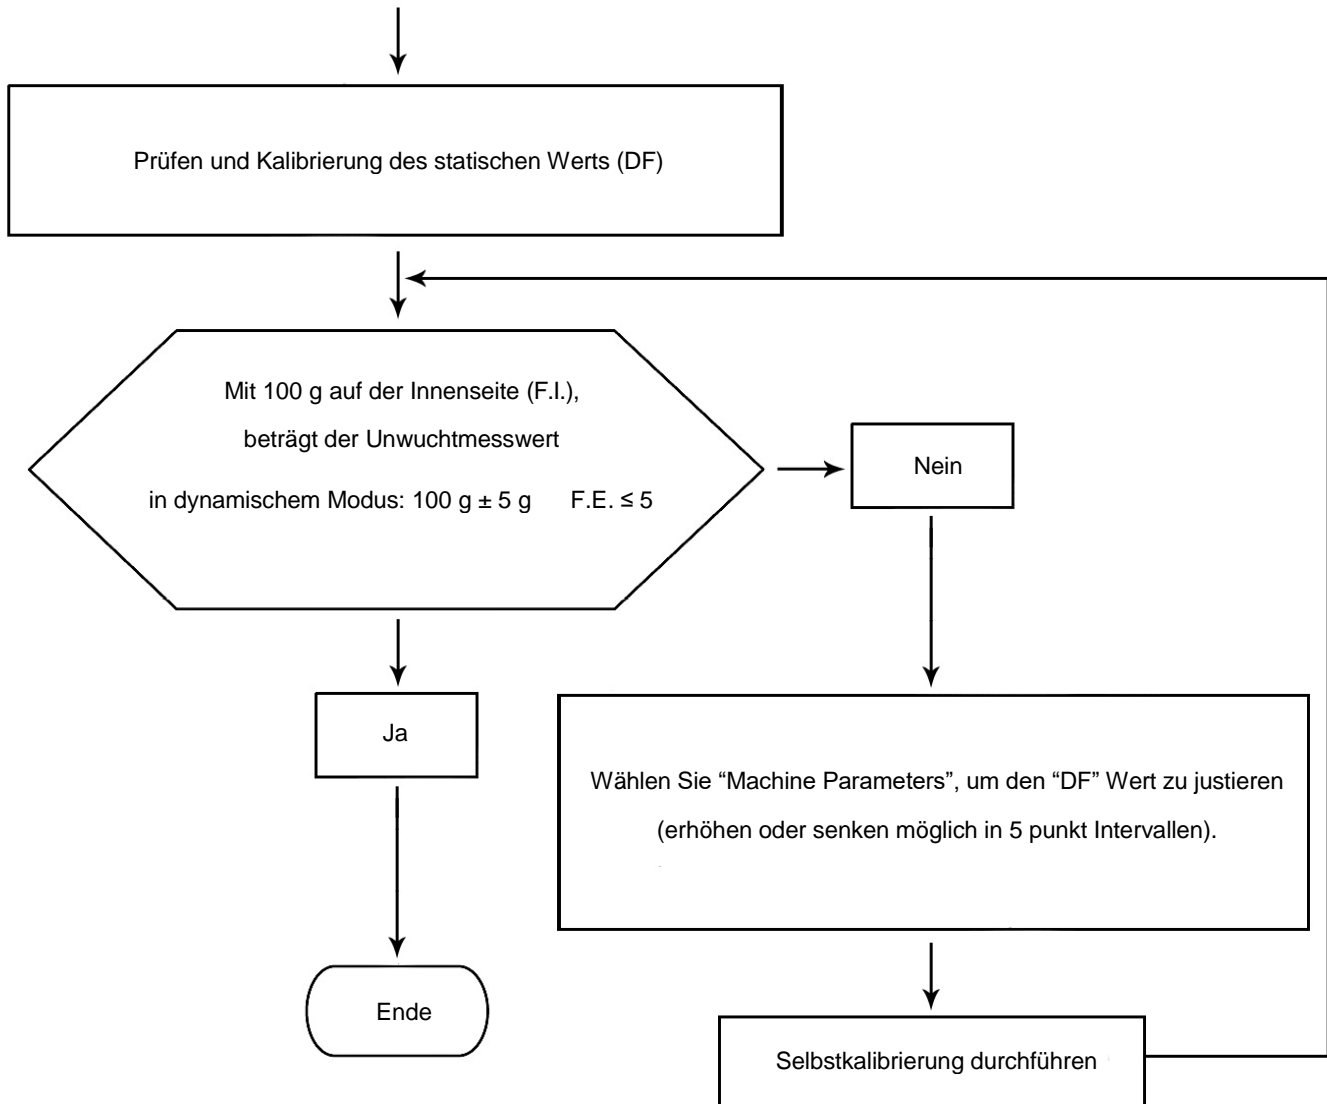 Prüfen und Kalibrierung des statischen Werts (DF)
Mit 100 g auf der Innenseite (F.I.),
beträgt der Unwuchtmesswert
in dynamischem Modus: 100 g ± 5 g F.E. ≤ 5
Nein
Ja
Wählen Sie “Machine Parameters”, um den “DF” Wert zu justieren
(erhöhen oder senken möglich in 5 punkt Intervallen).
Ende
Selbstkalibrierung durchführen